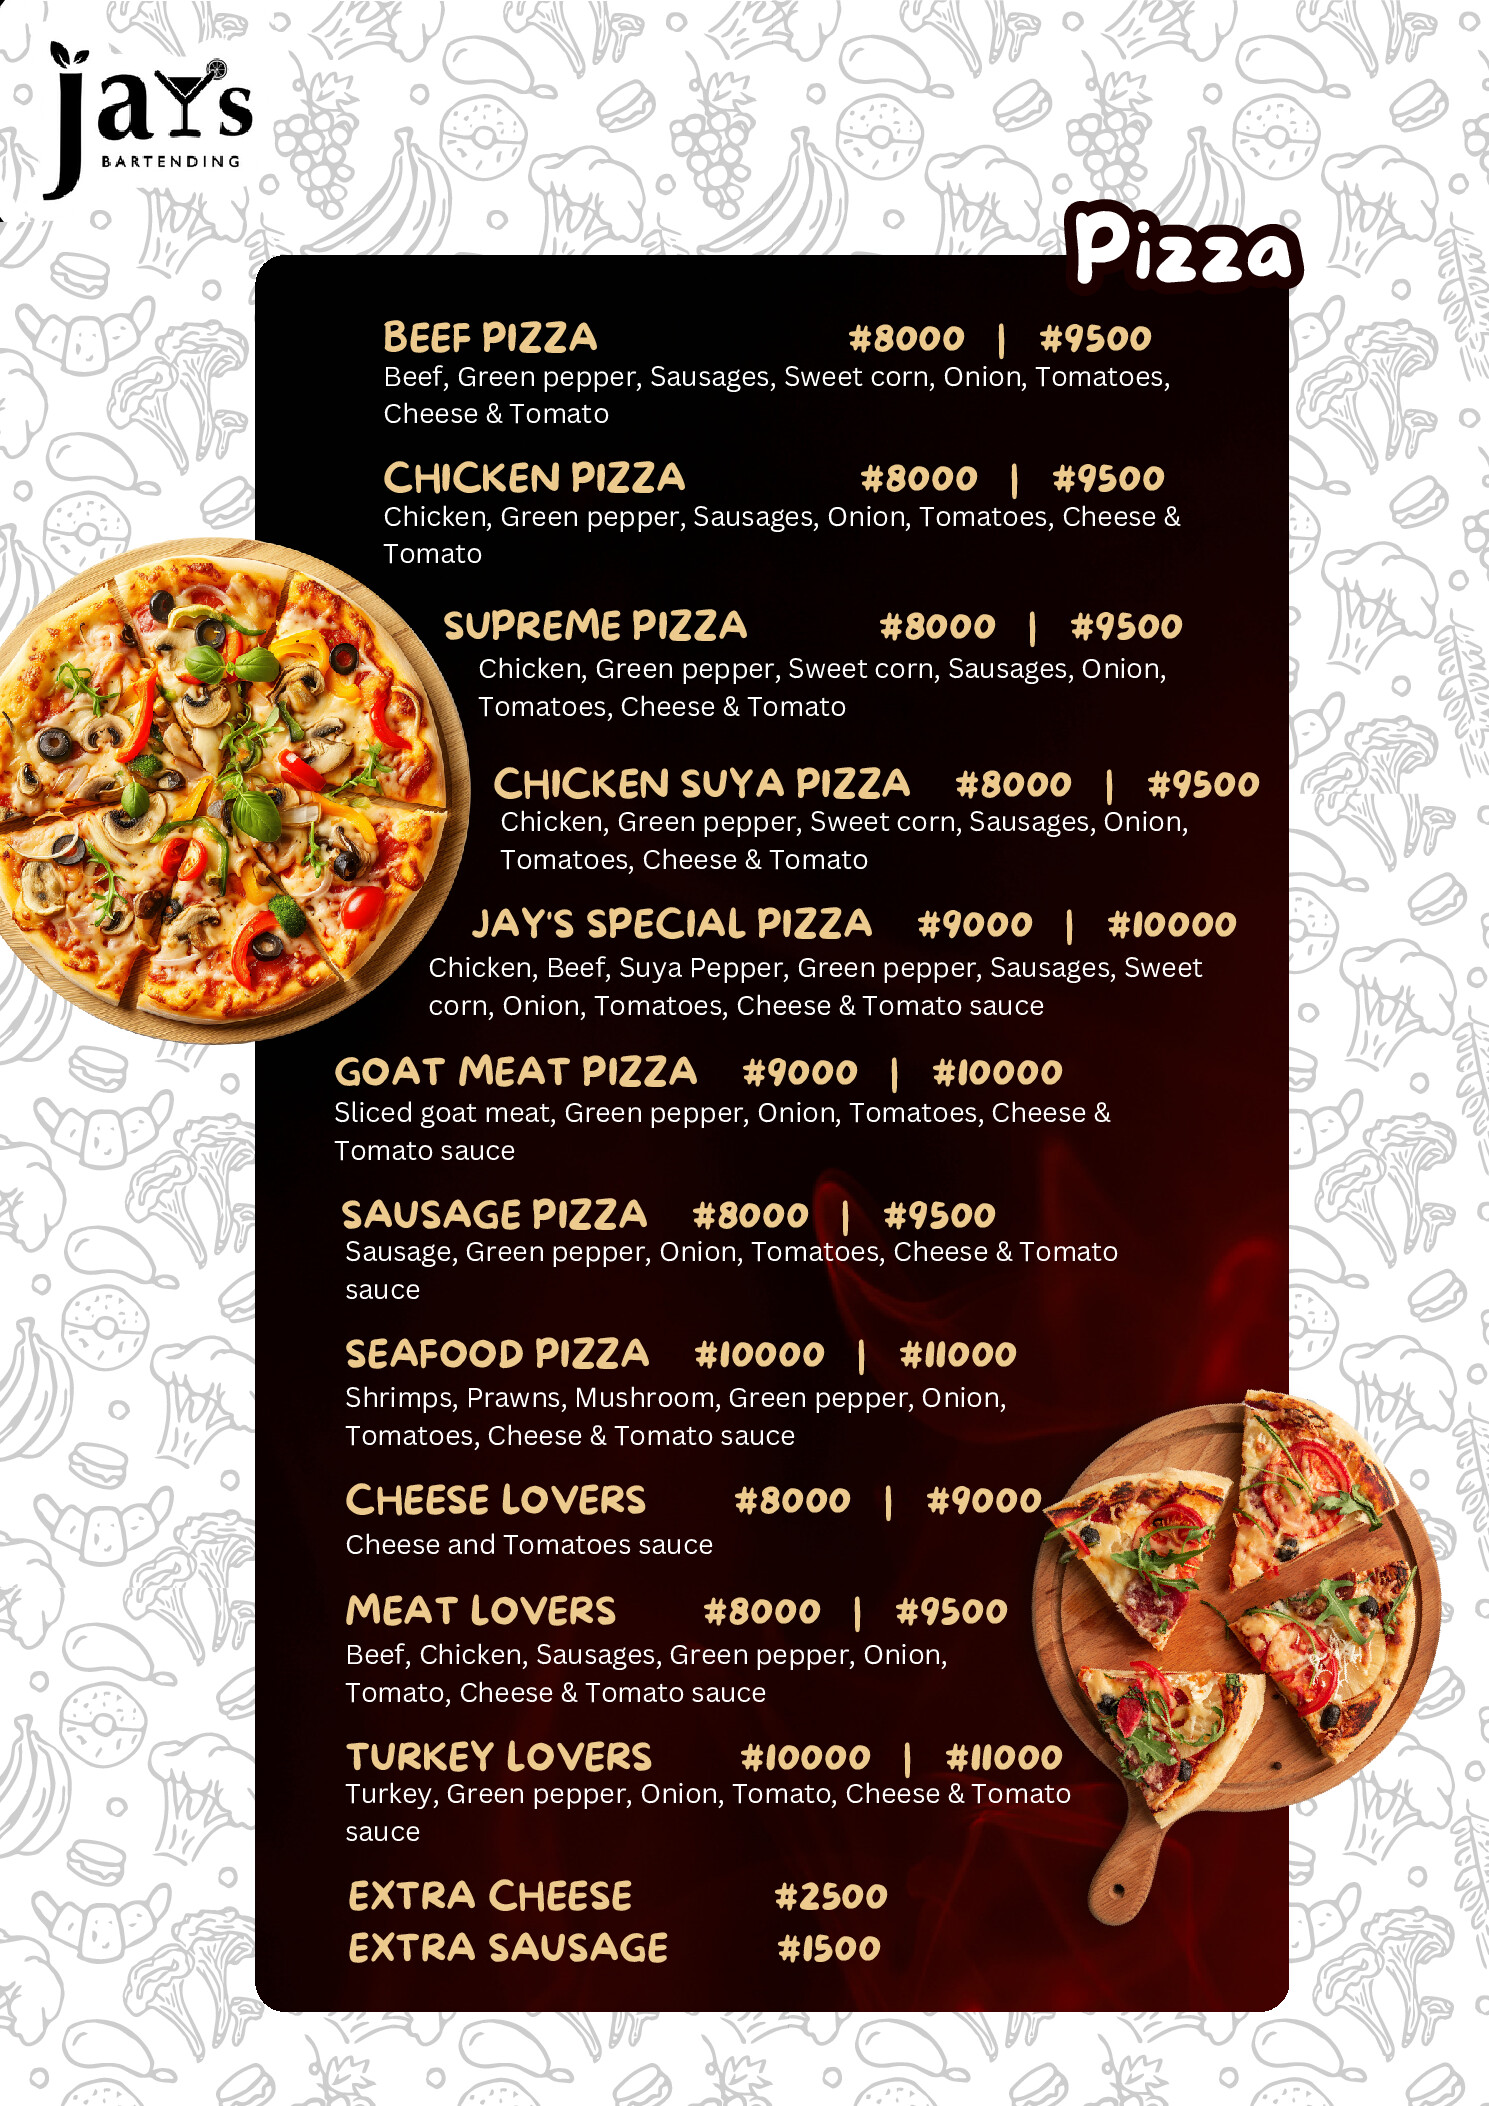 jays
BARTENDING
Pizza
BEEF PIZZA #8000 | #9500
Beef, Green pepper, Sausages, Sweet corn, Onion, Tomatoes,
Cheese & Tomato
CHICKEN PIZZA #8000 | #9500
Chicken, Green pepper, Sausages, Onion, Tomatoes, Cheese &
Tomato
SUPREME PIZZA #8000 | #9500
Chicken, Green pepper, Sweet corn, Sausages, Onion,
Tomatoes, Cheese & Tomato
CHICKEN SUYA PIZZA #8000 | #9500
Chicken, Green pepper, Sweet corn, Sausages, Onion,
Tomatoes, Cheese & Tomato
JAY'S SPECIAL PIZZA #9000 | #10000
Chicken, Beef, Suya Pepper, Green pepper, Sausages, Sweet
corn, Onion, Tomatoes, Cheese & Tomato sauce
GOAT MEAT PIZZA #9000 | #10000
Sliced goat meat, Green pepper, Onion, Tomatoes, Cheese &
Tomato sauce
SAUSAGE PIZZA #8000 | #9500
Sausage, Green pepper, Onion, Tomatoes, Cheese & Tomato
sauce
SEAFOOD PIZZA #10000 | #11000
Shrimps, Prawns, Mushroom, Green pepper, Onion,
Tomatoes, Cheese & Tomato sauce
CHEESE LOVERS #8000 | #9000
Cheese and Tomatoes sauce
MEAT LOVERS #8000 | #9500
Beef, Chicken, Sausages, Green pepper, Onion,
Tomato, Cheese & Tomato sauce
TURKEY LOVERS #10000 | #11000
Turkey, Green pepper, Onion, Tomato, Cheese & Tomato
sauce
EXTRA CHEESE #2500
EXTRA SAUSAGE #1500